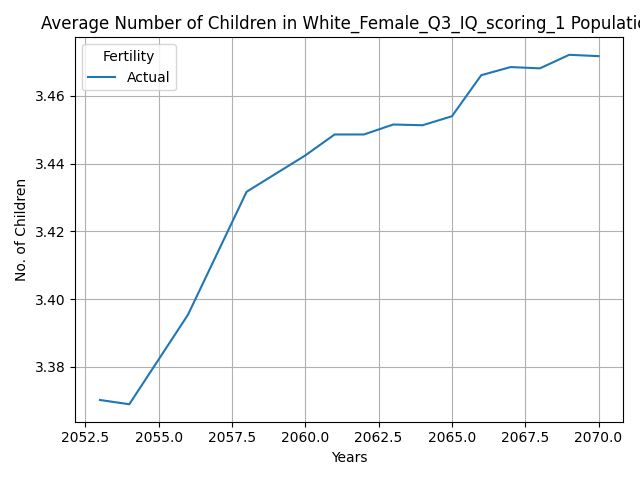 Average Number of Children in White_Female_Q3_IQ_scoring_1 Populatio
Fertility
Actual
3.46
3.44
3.42
3.40
3.38
No. of Children
2052.5 2055.0 2057.5 2060.0 2062.5 2065.0 2067.5 2070.0
Years